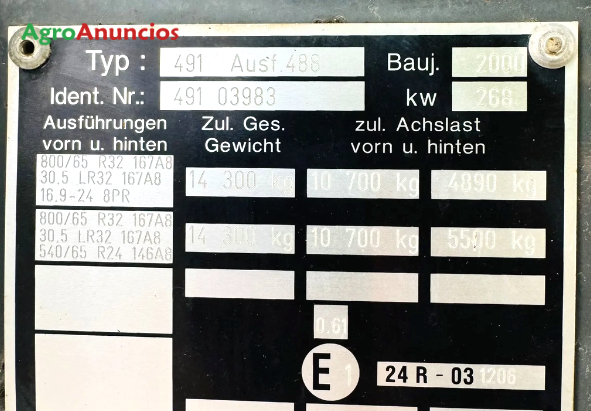 AgroAnuncios
Typ : 491 Ausf.488 Bauj. 2000
Ident. Nr.: 491 03983 kw 260
Ausführungen vorn u. hinten Zul. Ges. Gewicht zul. Achslast vorn u. hinten
800/65 R32 167A8
30,5 LR32 167A8
16,9-24 8PR
14 300 kg 10 700 kg 4890 kg
800/65 R32 167A8
30,5 LR32 167A8
540/65 R24 146A8
14 300 kg 10 700 kg 5500 kg
0.61
E 1 24 R - 03 1206